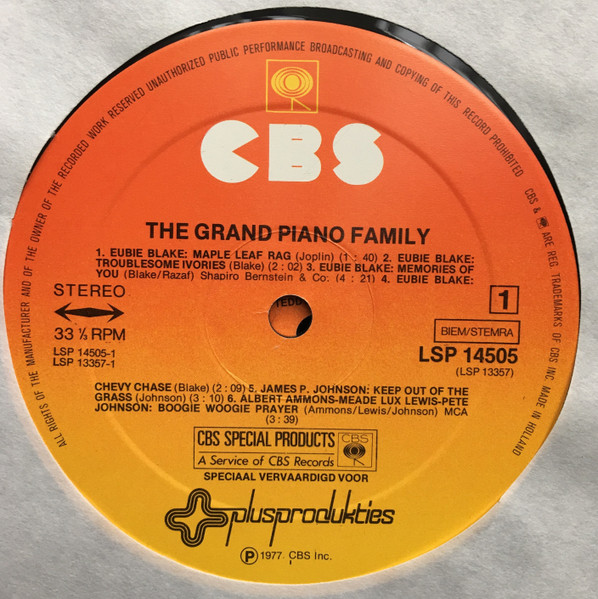 ALL RIGHTS OF THE MANUFACTURER AND OF THE OWNER OF THE RECORDED WORK RESERVED UNAUTHORIZED PUBLIC PERFORMANCE BROADCASTING AND COPYING OF THIS RECORD PROHIBITED CBS & ARE REG. TRADEMARKS OF CBS INC. MADE IN HOLLAND
CBS
THE GRAND PIANO FAMILY
1. EUBIE BLAKE: MAPLE LEAF RAG (Joplin) (1 : 40) 2. EUBIE BLAKE:
TROUBLESOME IVORIES (Blake) (2 : 02) 3. EUBIE BLAKE: MEMORIES OF
YOU (Blake/Razaf) Shapiro Bernstein & Co: (4 : 21) 4. EUBIE BLAKE:
STEREO
33 ⅓ RPM
LSP 14505-1
LSP 13357-1
1
BIEM/STEMRA
LSP 14505
(LSP 13357)
CHEVY CHASE (Blake) (2 : 09) 5. JAMES P. JOHNSON: KEEP OUT OF THE
GRASS (Johnson) (3 : 10) 6. ALBERT AMMONS-MEADE LUX LEWIS-PETE
JOHNSON: BOOGIE WOOGIE PRAYER (Ammons/Lewis/Johnson) MCA
(3 : 39)
CBS SPECIAL PRODUCTS
A Service of CBS Records
CBS
SPECIAAL VERVAARDIGD VOOR
plusprodukties
Ⓟ 1977 CBS Inc.